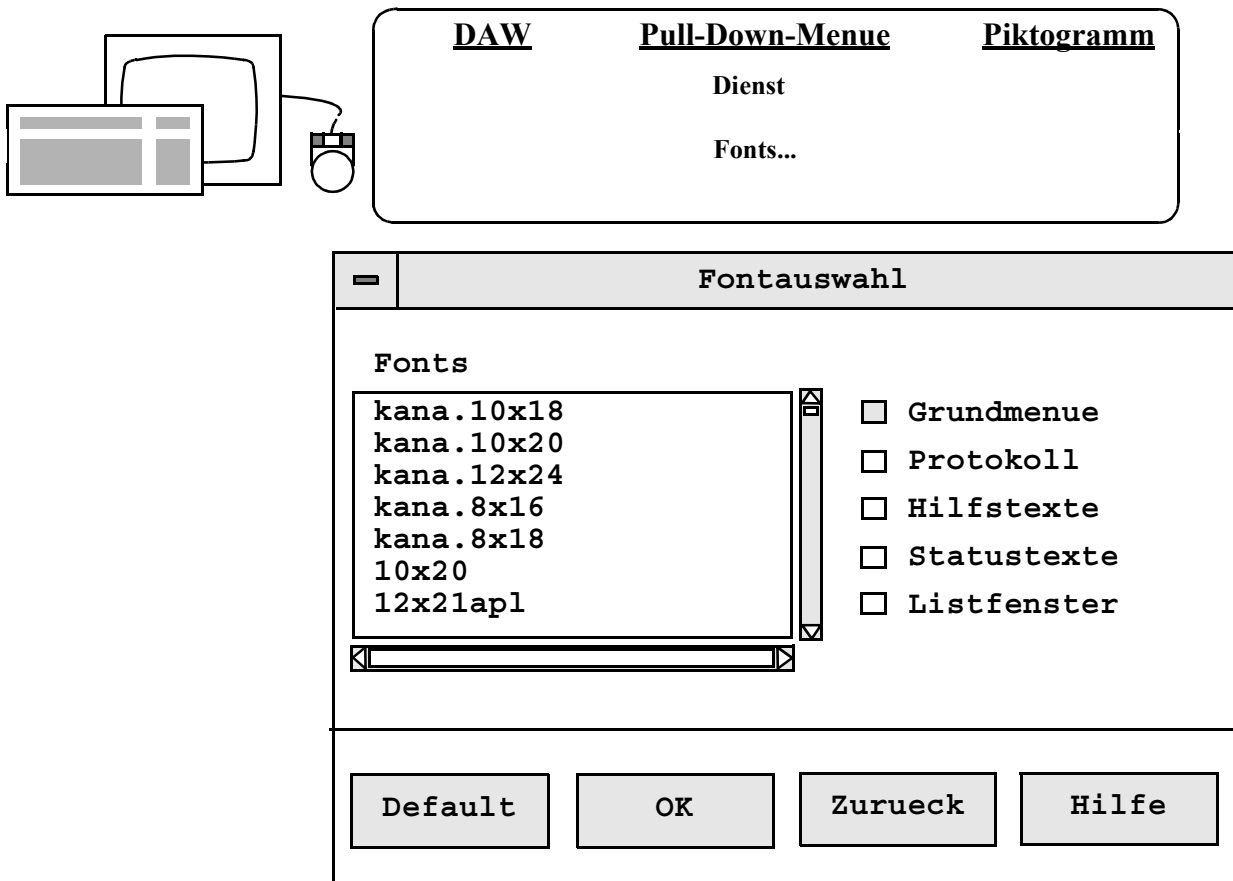 DAW Pull-Down-Menue Piktogramm
Dienst
Fonts...
Fontauswahl
Fonts
kana.10x18
kana.10x20
kana.12x24
kana.8x16
kana.8x18
10x20
12x21apl
Grundmenue
Protokoll
Hilfstexte
Statustexte
Listfenster
Default OK Zurueck Hilfe